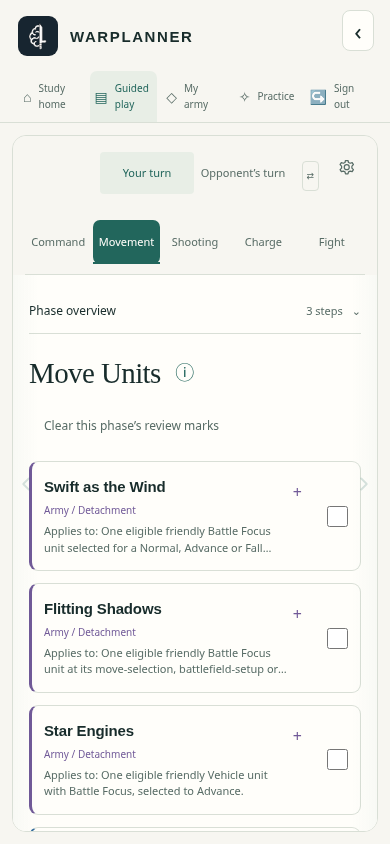 WARPLANNER
Study home
Guided play
My army
Practice
Sign out
Your turn
Opponent's turn
Command
Movement
Shooting
Charge
Fight
Phase overview
3 steps
Move Units
Clear this phase's review marks
Swift as the Wind
Army / Detachment
Applies to: One eligible friendly Battle Focus
unit selected for a Normal, Advance or Fall...
Flitting Shadows
Army / Detachment
Applies to: One eligible friendly Battle Focus
unit at its move-selection, battlefield-setup or...
Star Engines
Army / Detachment
Applies to: One eligible friendly Vehicle unit
with Battle Focus, selected to Advance.